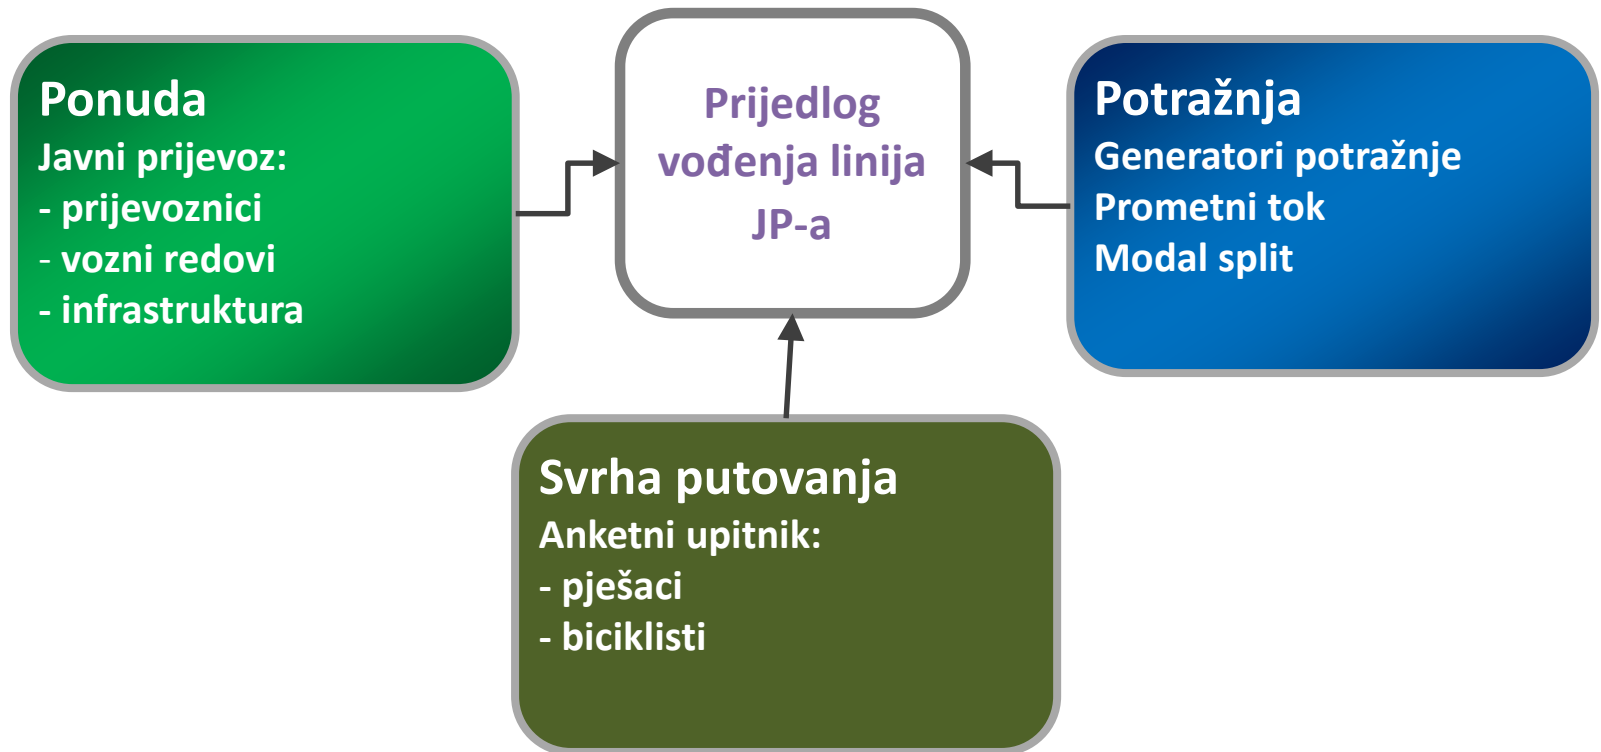 Ponuda
Javni prijevoz:
- prijevoznici
- vozni redovi
- infrastruktura
Prijedlog
vođenja linija
JP-a
Potražnja
Generatori potražnje
Prometni tok
Modal split
Svrha putovanja
Anketni upitnik:
- pješaci
- biciklisti